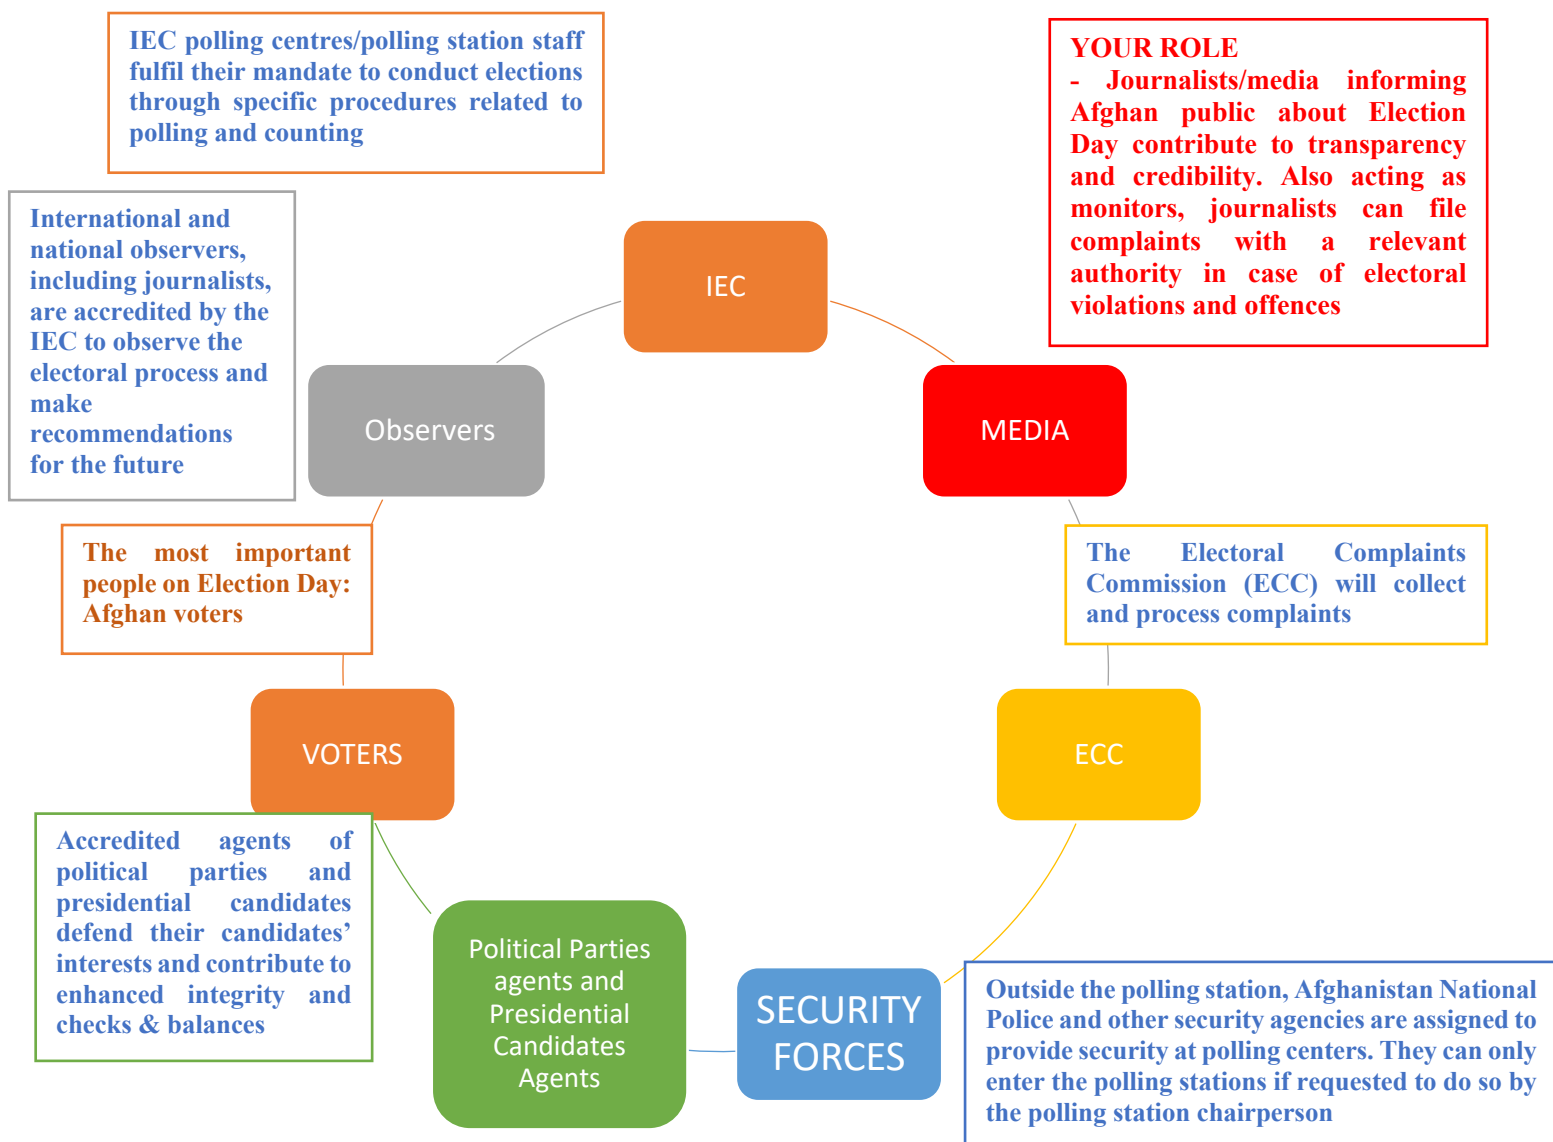 IEC polling centres/polling station staff
fulfil their mandate to conduct elections
through specific procedures related to
polling and counting
YOUR ROLE
- Journalists/media informing
Afghan public about Election
Day contribute to transparency
and credibility. Also acting as
monitors, journalists can file
complaints with a relevant
authority in case of electoral
violations and offences
International and
national observers,
including journalists,
are accredited by the
IEC to observe the
electoral process and
make
recommendations
for the future
IEC
Observers
MEDIA
The most important
people on Election Day:
Afghan voters
The Electoral Complaints
Commission (ECC) will collect
and process complaints
VOTERS
ECC
Accredited agents of
political parties and
presidential candidates
defend their candidates’
interests and contribute to
enhanced integrity and
checks & balances
Political Parties
agents and
Presidential
Candidates
Agents
SECURITY
FORCES
Outside the polling station, Afghanistan National
Police and other security agencies are assigned to
provide security at polling centers. They can only
enter the polling stations if requested to do so by
the polling station chairperson